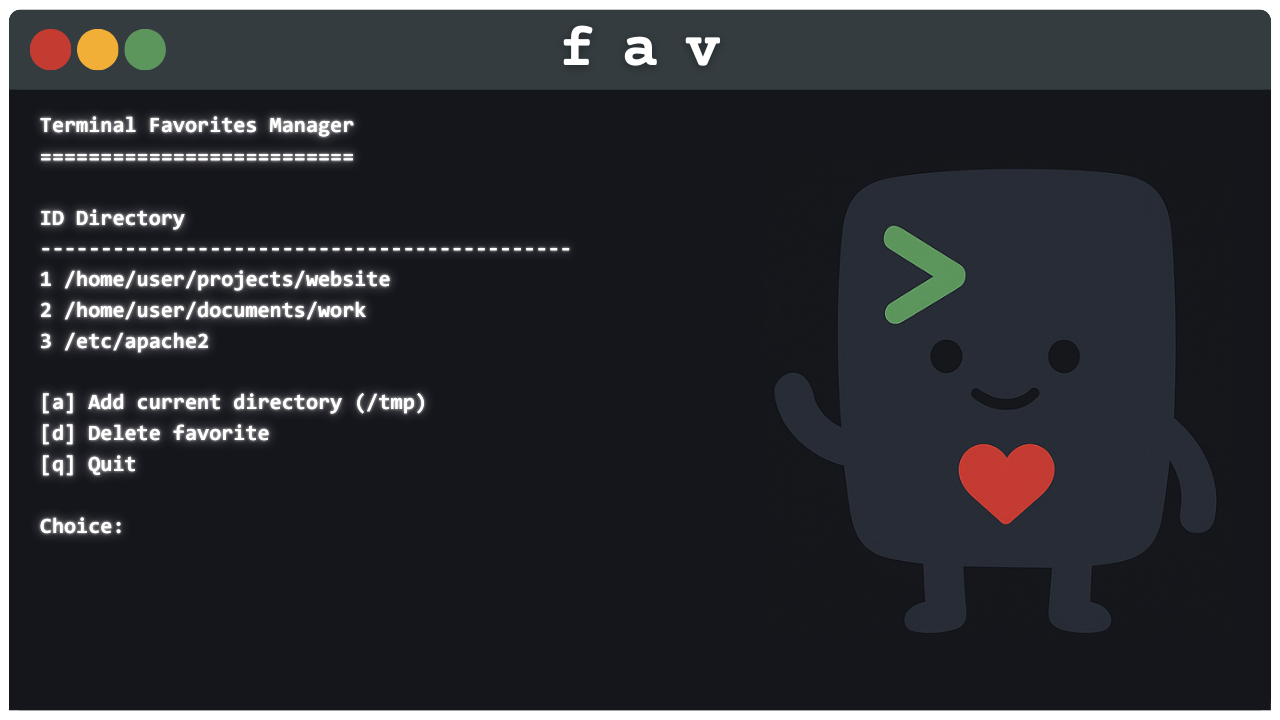 f a v
Terminal Favorites Manager
==========================
ID Directory
--------------------------------------------
1 /home/user/projects/website
2 /home/user/documents/work
3 /etc/apache2
[a] Add current directory (/tmp)
[d] Delete favorite
[q] Quit
Choice:
>